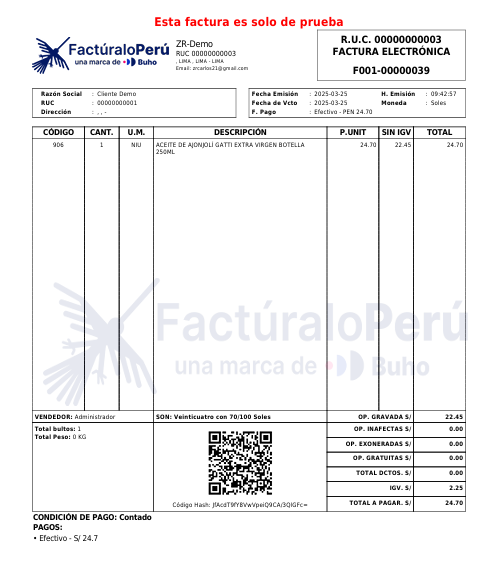 Esta factura es solo de prueba
FactúraloPerú
una marca de Buho
ZR-Demo
RUC 00000000003
, LIMA , LIMA - LIMA
Email: zrcarlos21@gmail.com
R.U.C. 00000000003
FACTURA ELECTRÓNICA
F001-00000039
Razón Social : Cliente Demo
RUC : 00000000001
Dirección : , , -
Fecha Emisión : 2025-03-25 H. Emisión : 09:42:57
Fecha de Vcto : 2025-03-25 Moneda : Soles
F. Pago : Efectivo - PEN 24.70
CÓDIGO CANT. U.M. DESCRIPCIÓN P.UNIT SIN IGV TOTAL
906 1 NIU ACEITE DE AJONJOLÍ GATTI EXTRA VIRGEN BOTELLA 24.70 22.45 24.70
250ML
FactúraloPerú
una marca de Buho
VENDEDOR: Administrador SON: Veinticuatro con 70/100 Soles OP. GRAVADA S/ 22.45
Total bultos: 1
Total Peso: 0 KG
OP. INAFECTAS S/ 0.00
OP. EXONERADAS S/ 0.00
OP. GRATUITAS S/ 0.00
TOTAL DCTOS. S/ 0.00
IGV. S/ 2.25
TOTAL A PAGAR. S/ 24.70
Código Hash:
CONDICIÓN DE PAGO: Contado
PAGOS:
• Efectivo - S/ 24.7